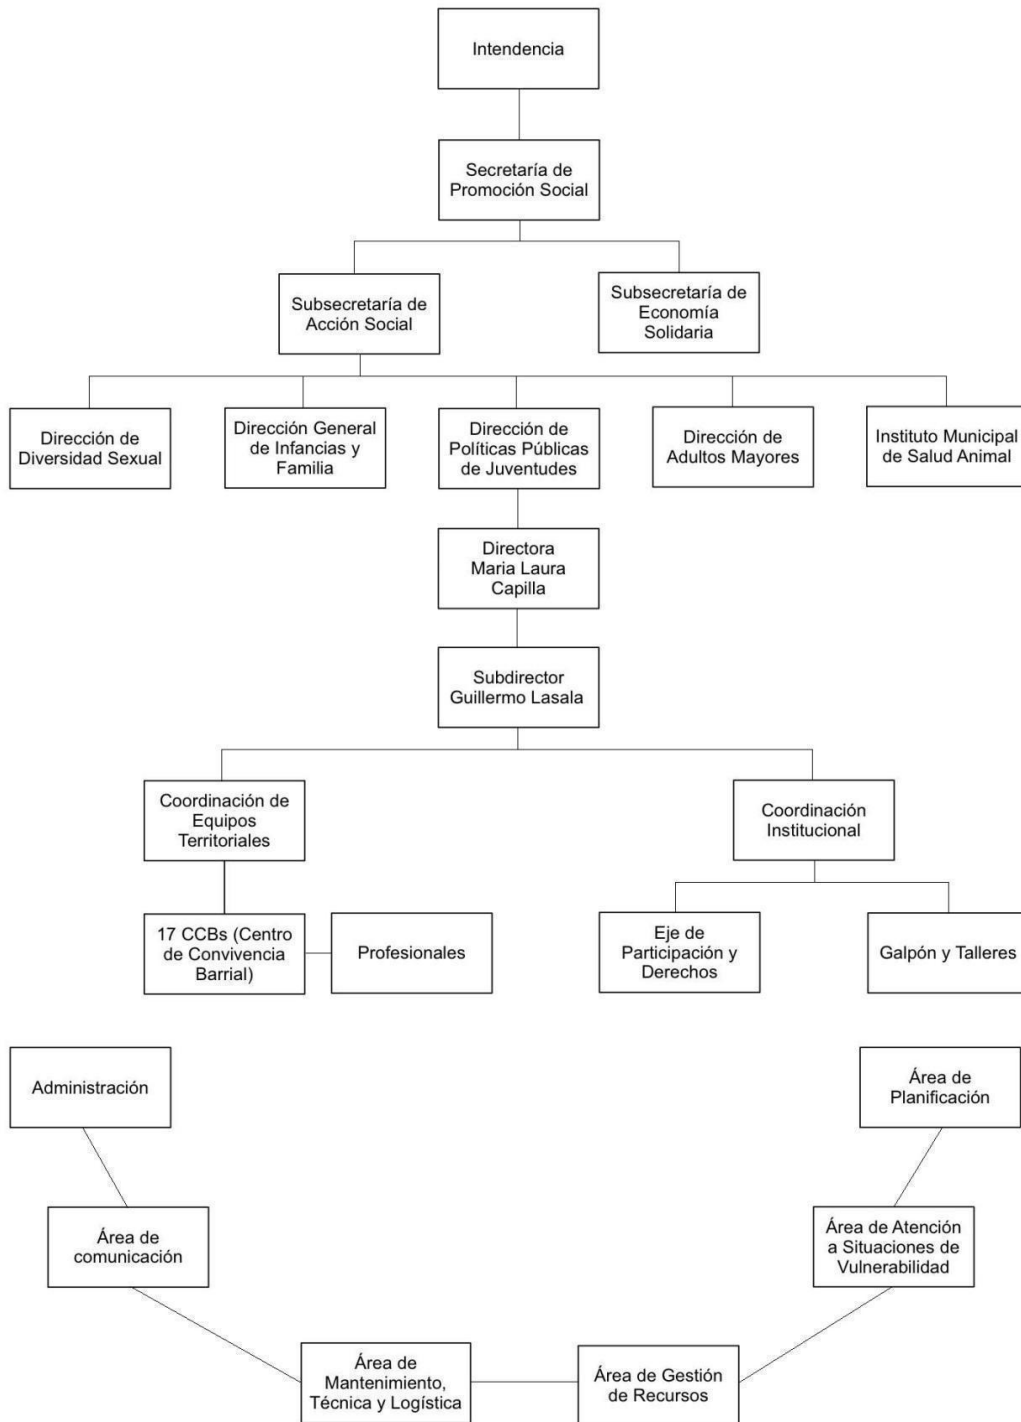 Intendencia
Secretaría de
Promoción Social
Subsecretaría de
Acción Social
Subsecretaría de
Economía
Solidaria
Dirección de
Diversidad Sexual
Dirección General
de Infancias y
Familia
Dirección de
Políticas Públicas
de Juventudes
Dirección de
Adultos Mayores
Instituto Municipal
de Salud Animal
Directora
Maria Laura
Capilla
Subdirector
Guillermo Lasala
Coordinación de
Equipos
Territoriales
Coordinación
Institucional
17 CCBs (Centro
de Convivencia
Barrial)
Profesionales
Eje de
Participación y
Derechos
Galpón y Talleres
Administración
Área de
Planificación
Área de
comunicación
Área de Atención
a Situaciones de
Vulnerabilidad
Área de
Mantenimiento,
Técnica y Logística
Área de Gestión
de Recursos